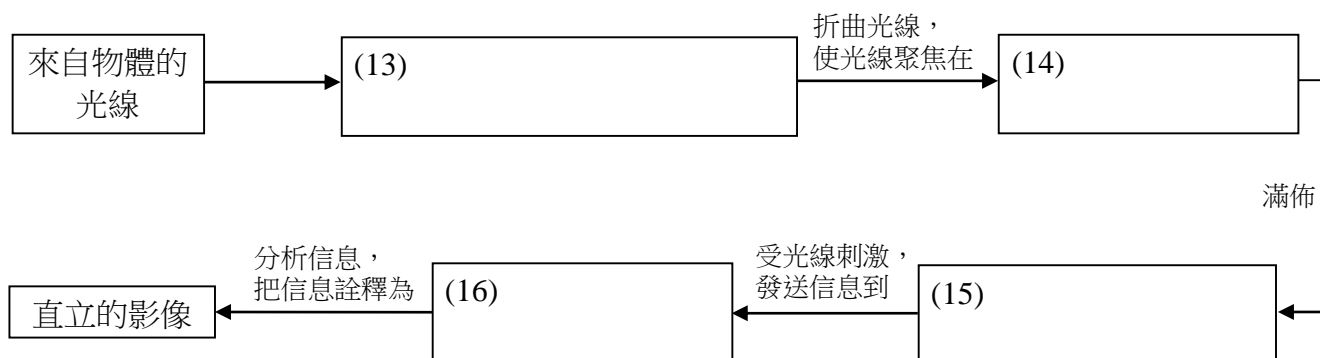 來自物體的
光線
(13)
折曲光線，
使光線聚焦在
(14)
滿佈
(15)
受光線刺激，
發送信息到
(16)
分析信息，
把信息詮釋為
直立的影像